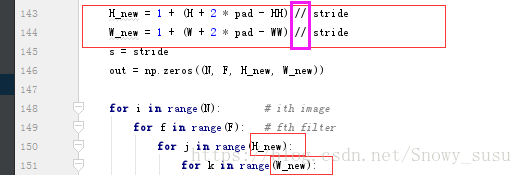 143 H_new = 1 + (H + 2 * pad - HH) // stride
144 W_new = 1 + (W + 2 * pad - WW) // stride
145 s = stride
146 out = np.zeros((N, F, H_new, W_new))
147
148 for i in range(N): # ith image
149 for f in range(F): # fth filter
150 for j in range(H_new):
151 for k in range(W_new):
https://blog.csdn.net/Snowy_susu